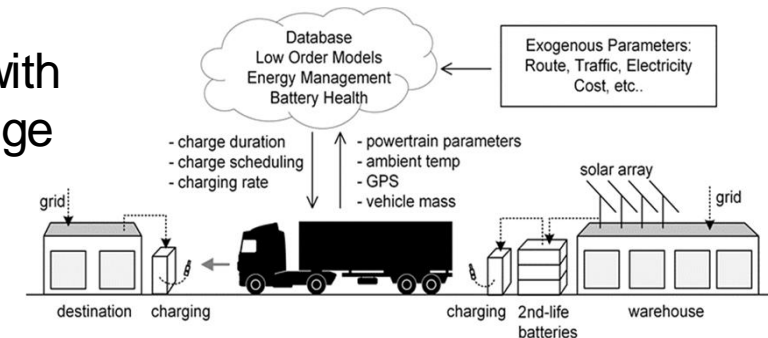 with
ge
Database
Low Order Models
Energy Management
Battery Health
Exogenous Parameters:
Route, Traffic, Electricity
Cost, etc..
- charge duration
- charge scheduling
- charging rate
- powertrain parameters
- ambient temp
- GPS
- vehicle mass
solar array
grid
grid
destination
charging
charging
2nd-life
batteries
warehouse